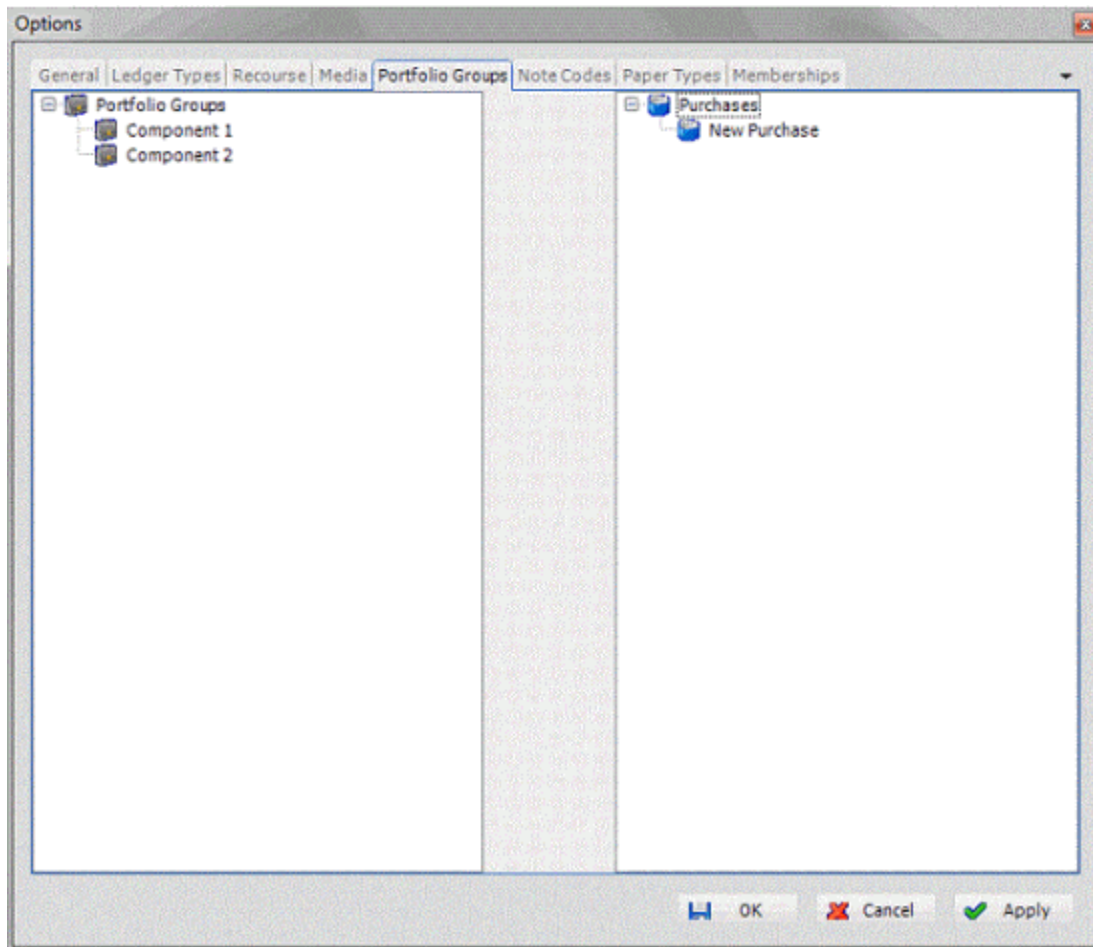 Options
General Ledger Types Recourse Media Portfolio Groups Note Codes Paper Types Memberships
Portfolio Groups
Component 1
Component 2
Purchases
New Purchase
OK Cancel Apply